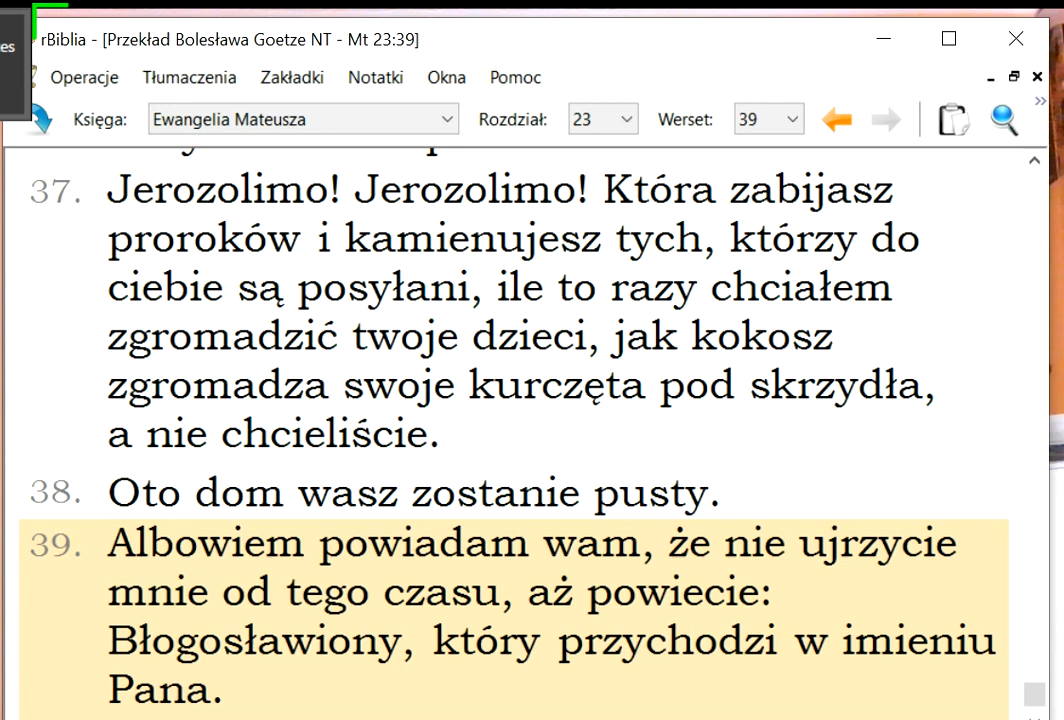 es
rBiblia - [Przekład Bolesława Goetze NT - Mt 23:39]
Operacje Tłumaczenia Zakładki Notatki Okna Pomoc
Księga: Ewangelia Mateusza Rozdział: 23 Werset: 39
37. Jerozolimo! Jerozolimo! Która zabijasz
proroków i kamienujesz tych, którzy do
ciebie są posyłani, ile to razy chciałem
zgromadzić twoje dzieci, jak kokosz
zgromadza swoje kurczęta pod skrzydła,
a nie chcieliście.
38. Oto dom wasz zostanie pusty.
39. Albowiem powiadam wam, że nie ujrzycie
mnie od tego czasu, aż powiecie:
Błogosławiony, który przychodzi w imieniu
Pana.